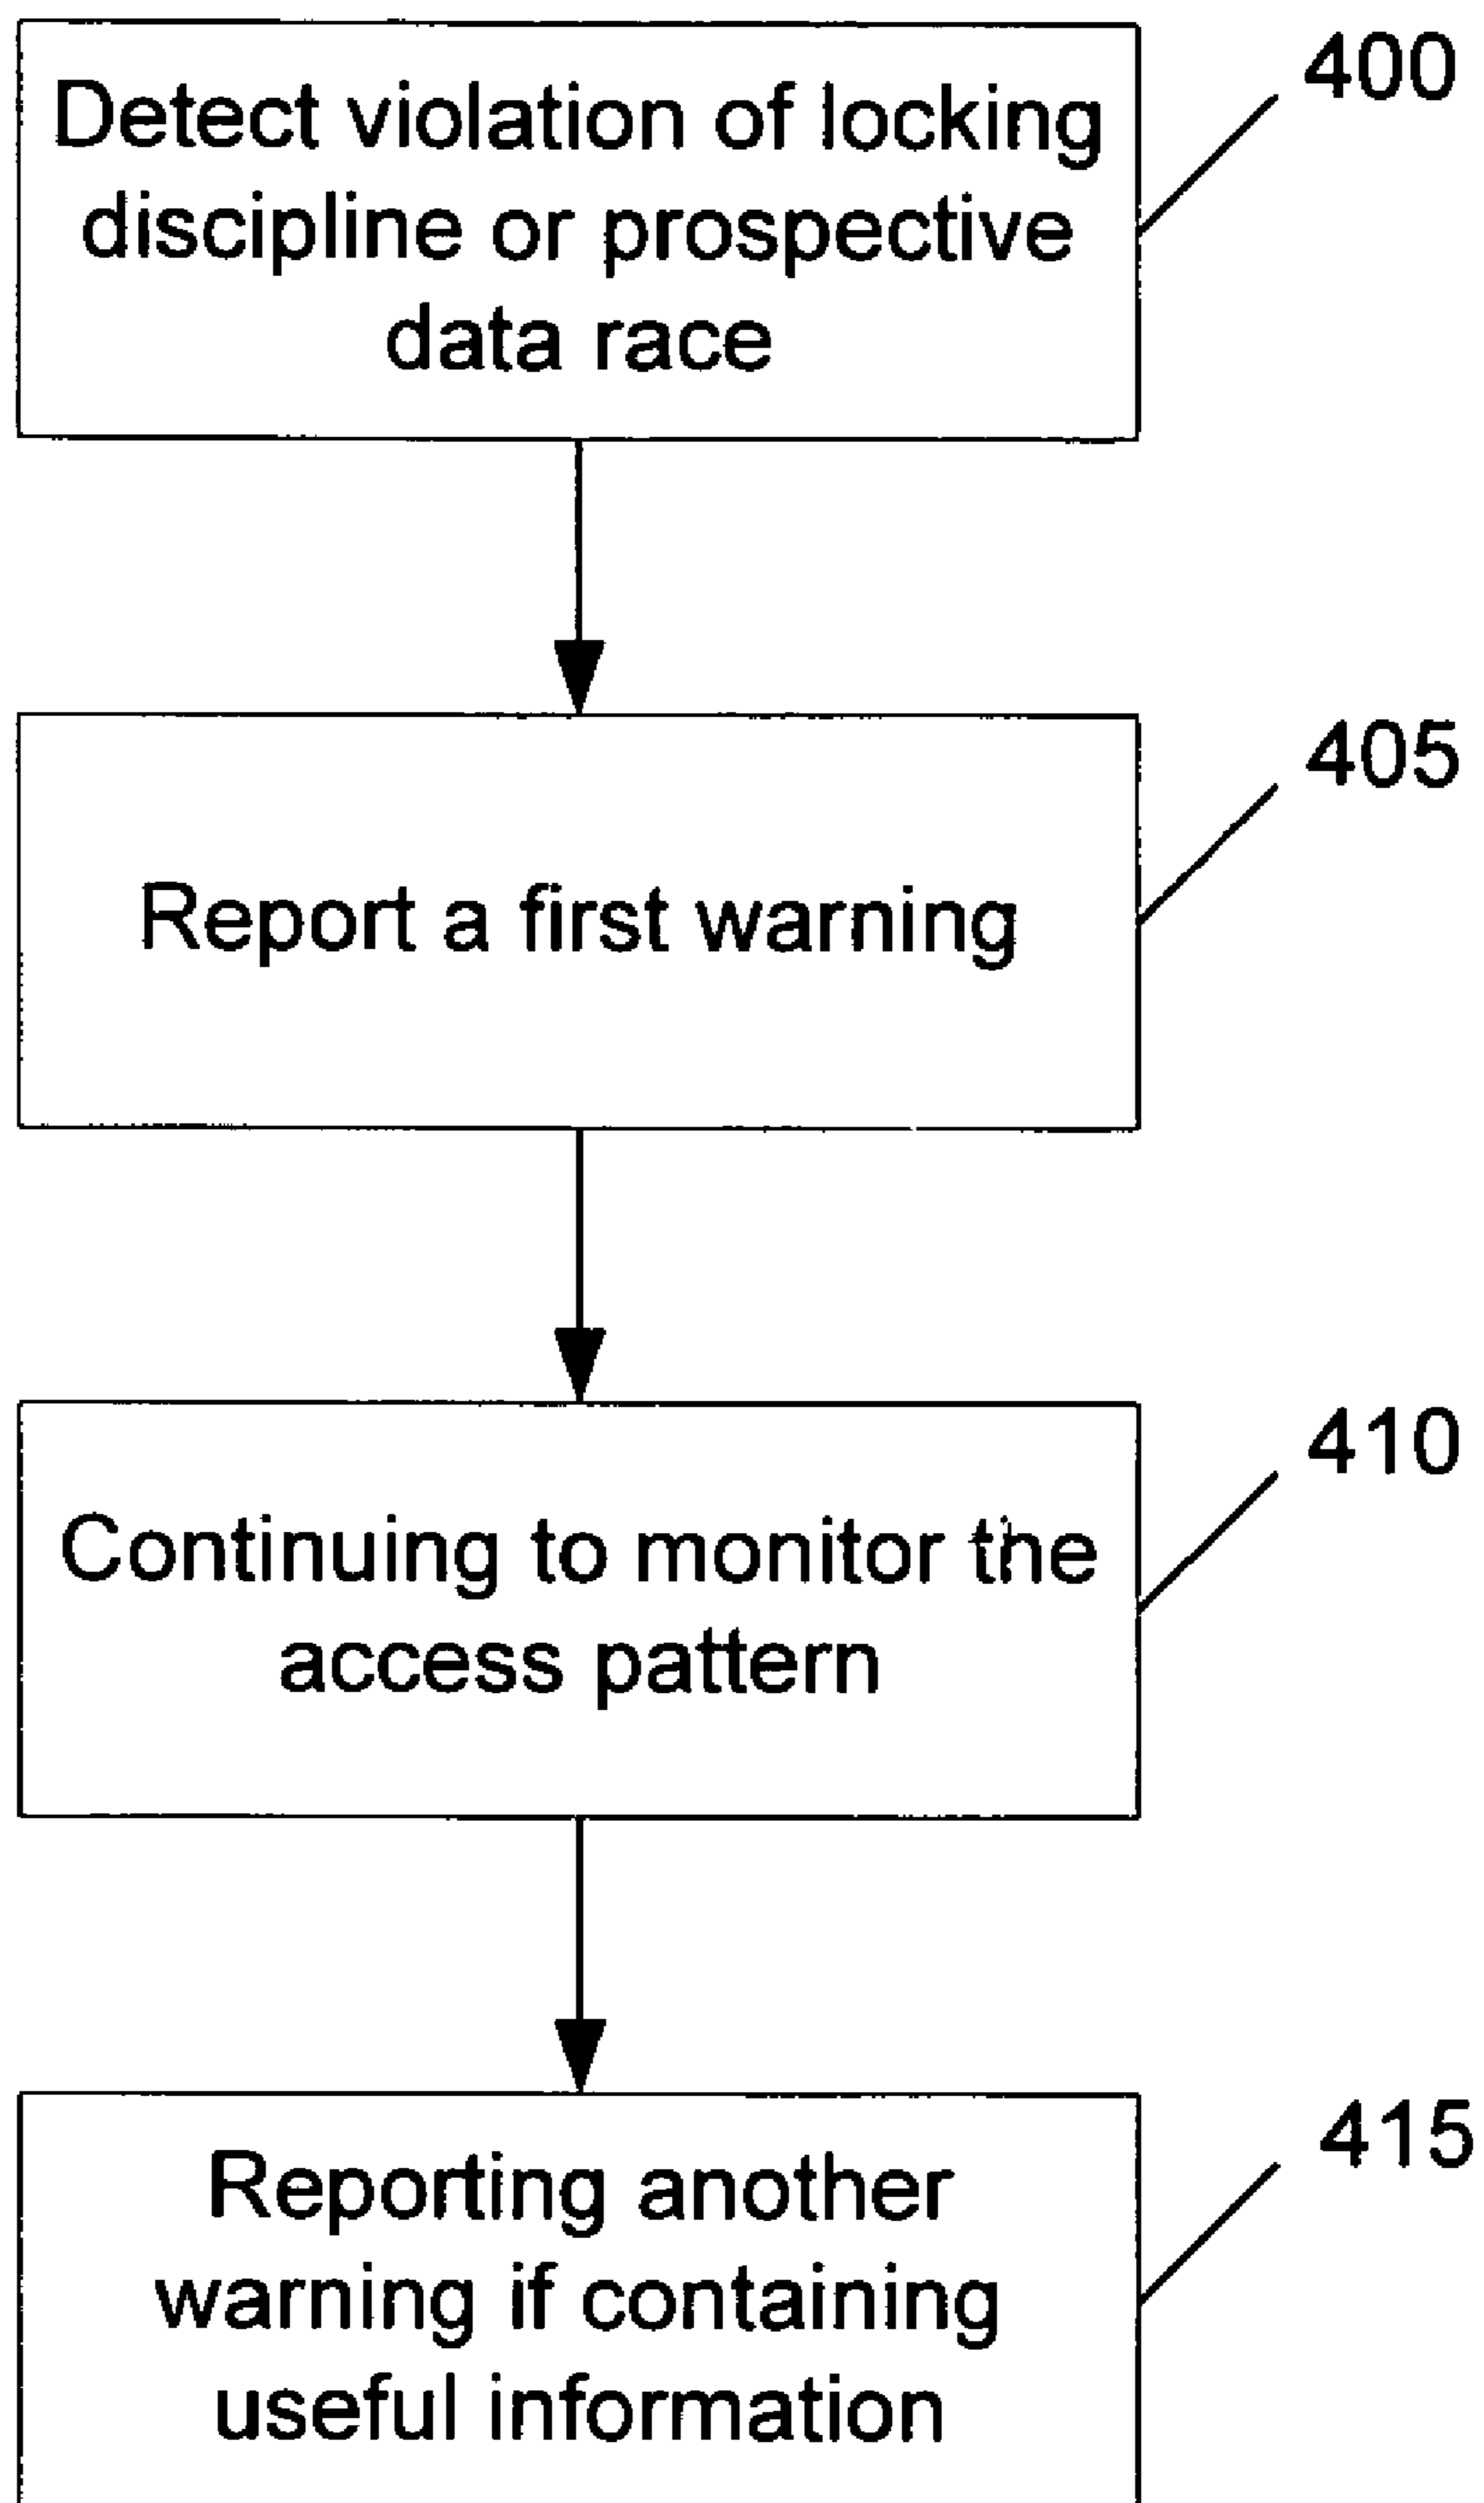 Detect violation of locking
discipline or prospective
data race
400
Report a first warning
405
Continuing to monitor the
access pattern
410
Reporting another
warning if containing
useful information
415